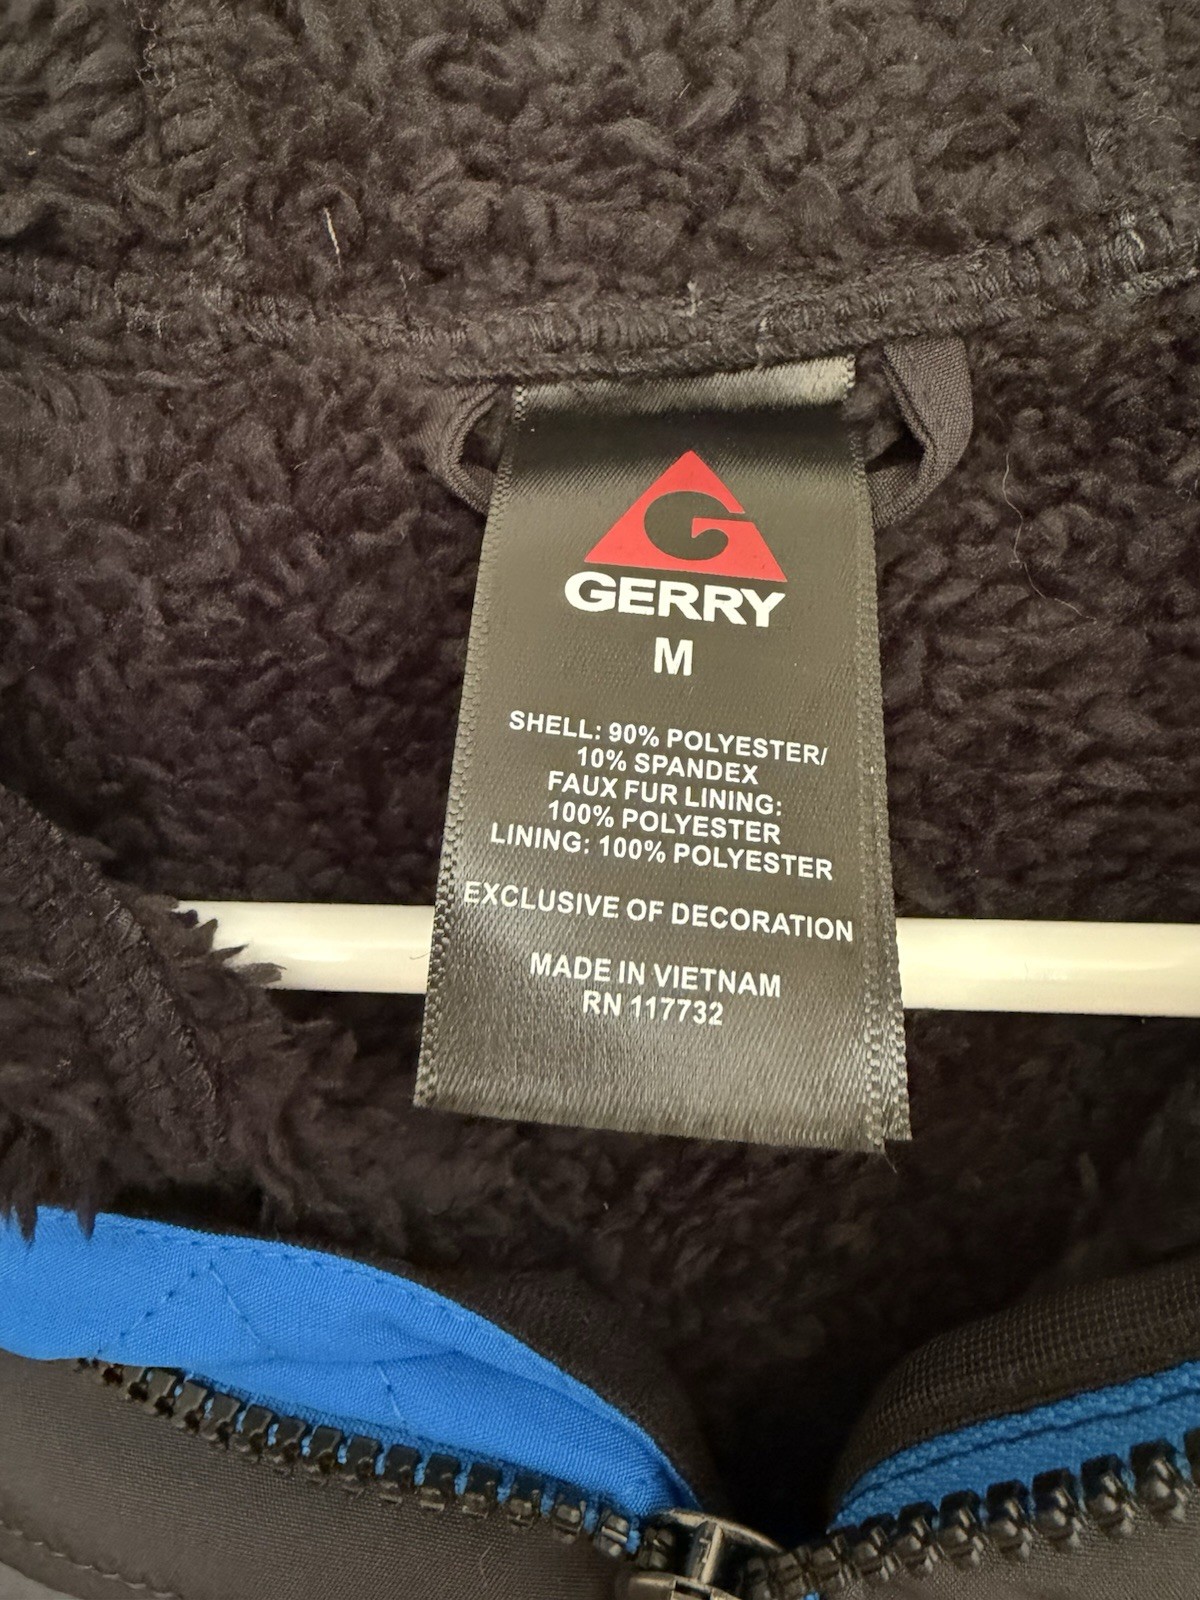 G
GERRY
M
SHELL: 90% POLYESTER/
10% SPANDEX
FAUX FUR LINING:
100% POLYESTER
LINING: 100% POLYESTER
EXCLUSIVE OF DECORATION
MADE IN VIETNAM
RN 117732